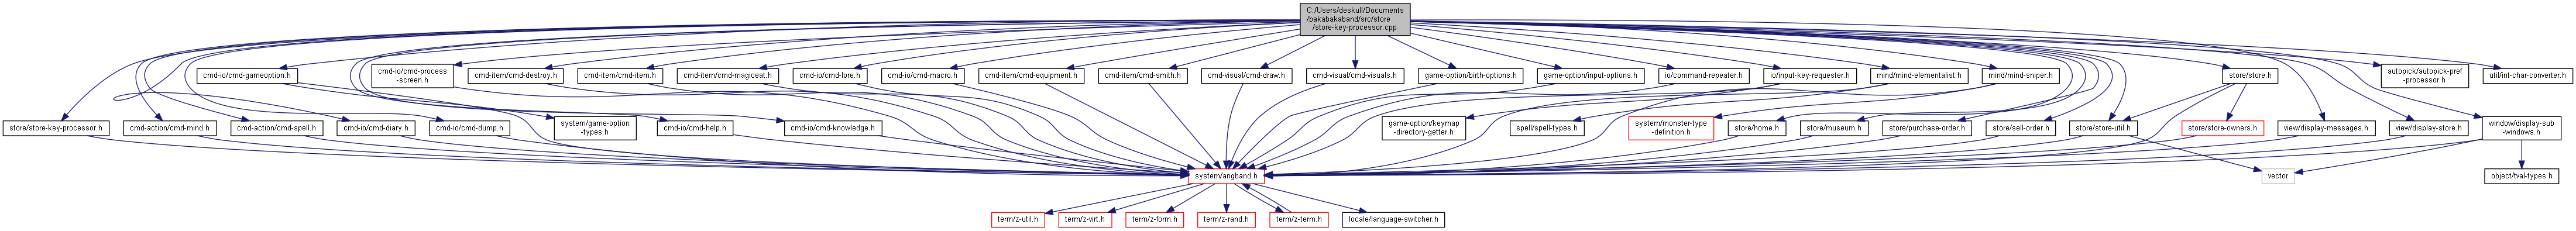 C:/Users/deskull/Documents
/bakabakaband/src/store
/store-key-processor.cpp
cmd-io/cmd-gameoption.h
cmd-io/cmd-process
-screen.h
cmd-item/cmd-destroy.h
cmd-item/cmd-item.h
cmd-item/cmd-magiceat.h
cmd-io/cmd-lore.h
cmd-io/cmd-macro.h
cmd-item/cmd-equipment.h
cmd-item/cmd-smith.h
cmd-visual/cmd-draw.h
cmd-visual/cmd-visuals.h
game-option/birth-options.h
game-option/input-options.h
io/command-repeater.h
io/input-key-requester.h
mind/mind-elementalist.h
mind/mind-sniper.h
store/store.h
autopick/autopick-pref
-processor.h
util/int-char-converter.h
store/store-key-processor.h
cmd-action/cmd-mind.h
cmd-action/cmd-spell.h
cmd-io/cmd-diary.h
cmd-io/cmd-dump.h
system/game-option
-types.h
cmd-io/cmd-help.h
cmd-io/cmd-knowledge.h
game-option/keymap
-directory-getter.h
spell/spell-types.h
system/monster-type
-definition.h
store/home.h
store/museum.h
store/purchase-order.h
store/sell-order.h
store/store-util.h
store/store-owners.h
view/display-messages.h
view/display-store.h
window/display-sub
-windows.h
system/angband.h
vector
object/tval-types.h
term/z-util.h
term/z-virt.h
term/z-form.h
term/z-rand.h
term/z-term.h
locale/language-switcher.h